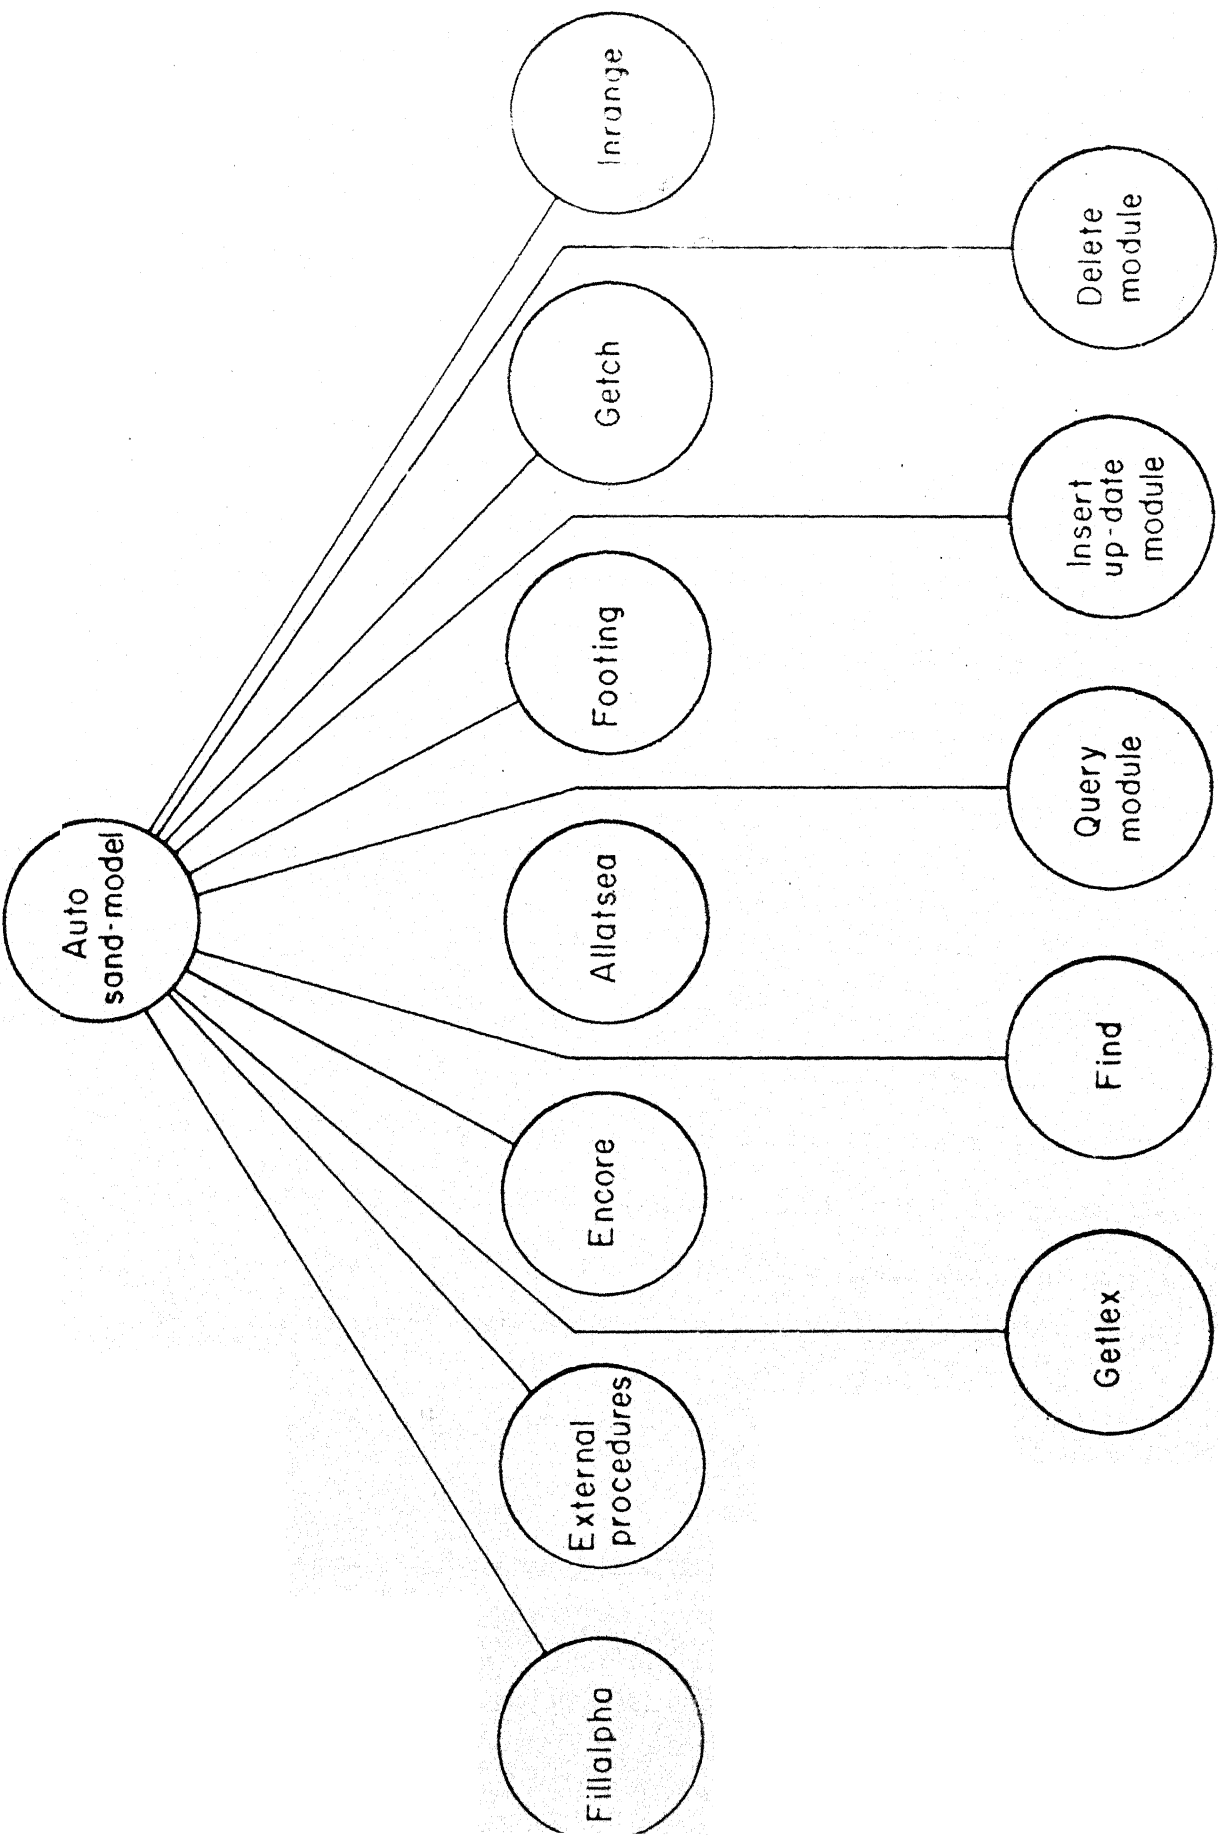 Auto
sand-model
Fillalpha
External
procedures
Encore
Allatsea
Footing
Getch
Inrange
Getlex
Find
Query
module
Insert
up-date
module
Delete
module